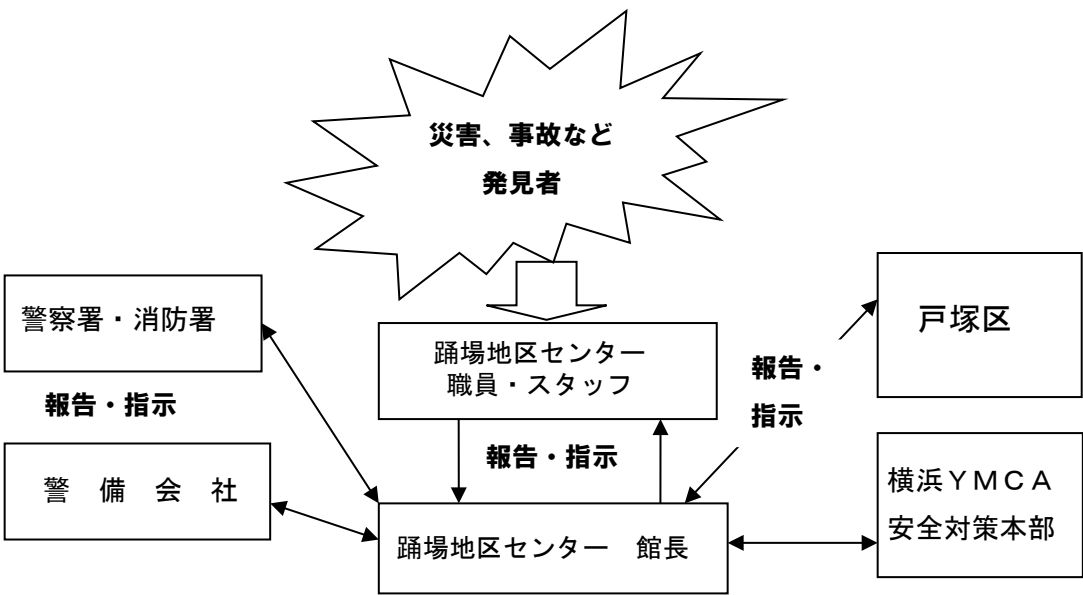 災害、事故など
発見者
警察署・消防署
戸塚区
踊場地区センター
職員・スタッフ
報告・
指示
報告・指示
報告・指示
警　備　会　社
横浜ＹＭＣＡ
安全対策本部
踊場地区センター　館長